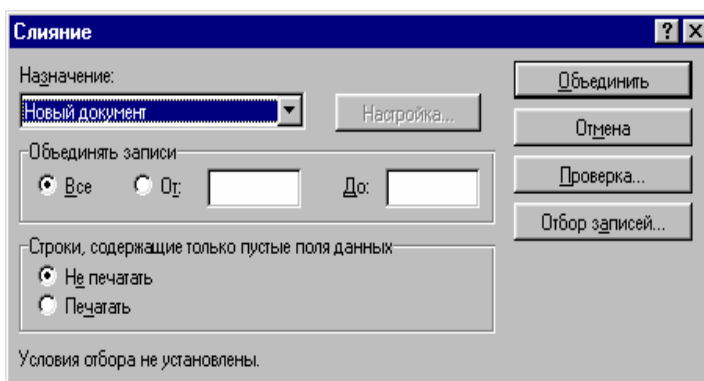 Слияние
Назначение:
Новый документ
Настройка...
Объединять записи
Все
От:
До:
Строки, содержащие только пустые поля данных
Не печатать
Печатать
Условия отбора не установлены.
Объединить
Отмена
Проверка...
Отбор записей...